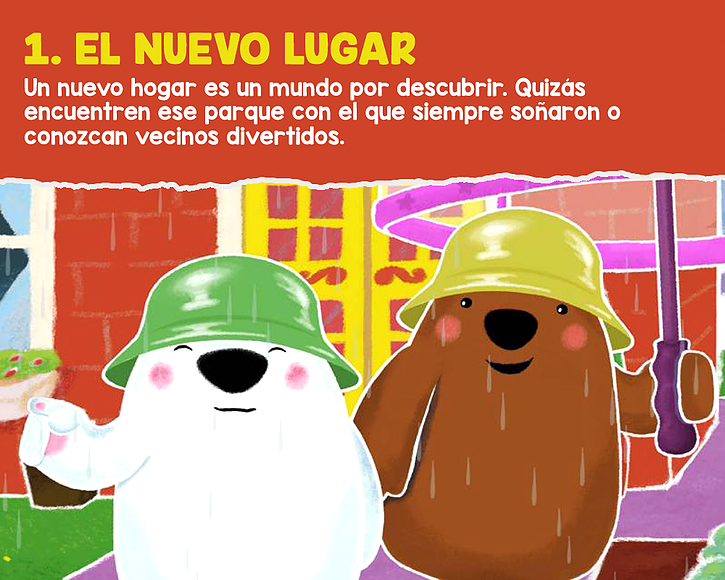 1. EL NUEVO LUGAR
Un nuevo hogar es un mundo por descubrir. Quizás
encuentren ese parque con el que siempre soñaron o
conozcan vecinos divertidos.